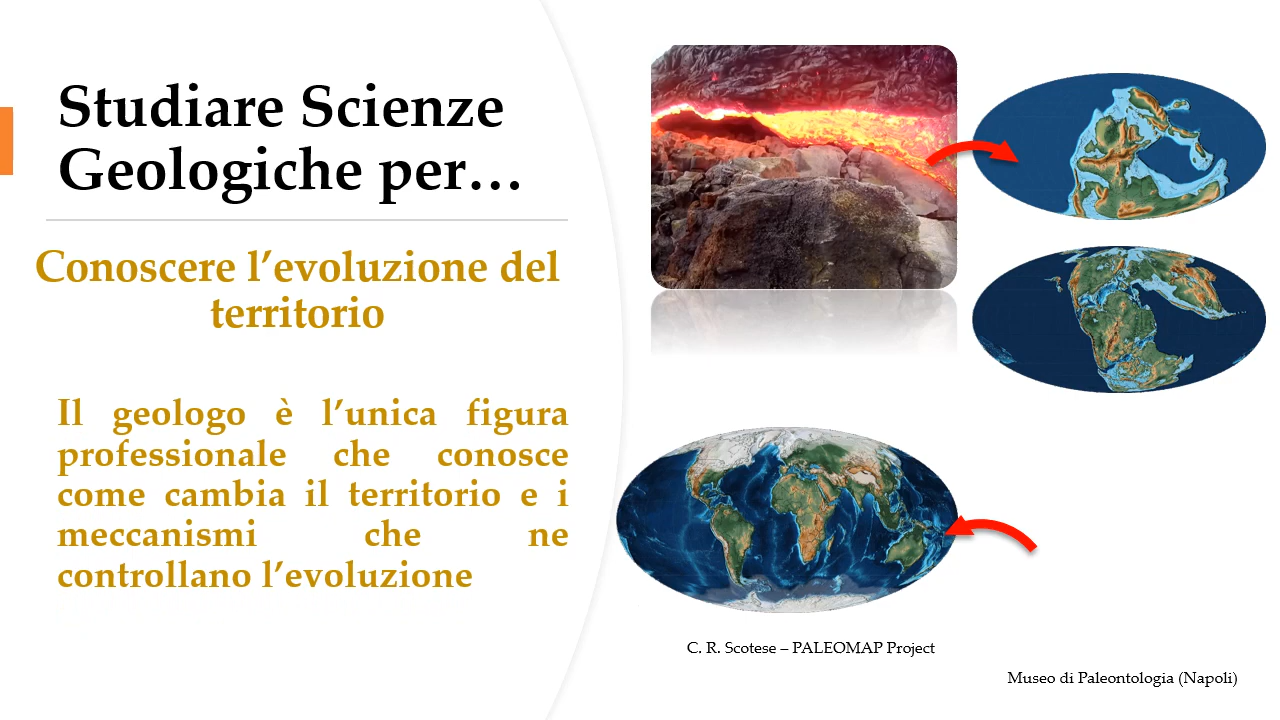 Studiare Scienze
Geologiche per…
Conoscere l’evoluzione del
territorio
Il geologo è l’unica figura
professionale che conosce
come cambia il territorio e i
meccanismi che ne
controllano l’evoluzione
C. R. Scotese – PALEOMAP Project
Museo di Paleontologia (Napoli)